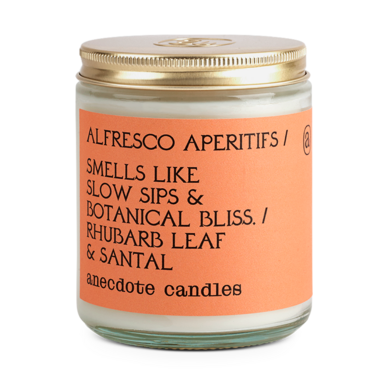 ALFRESCO APERITIFS /
SMELLS LIKE
SLOW SIPS &
BOTANICAL BLISS. /
RHUBARB LEAF
& SANTAL
anecdote candles